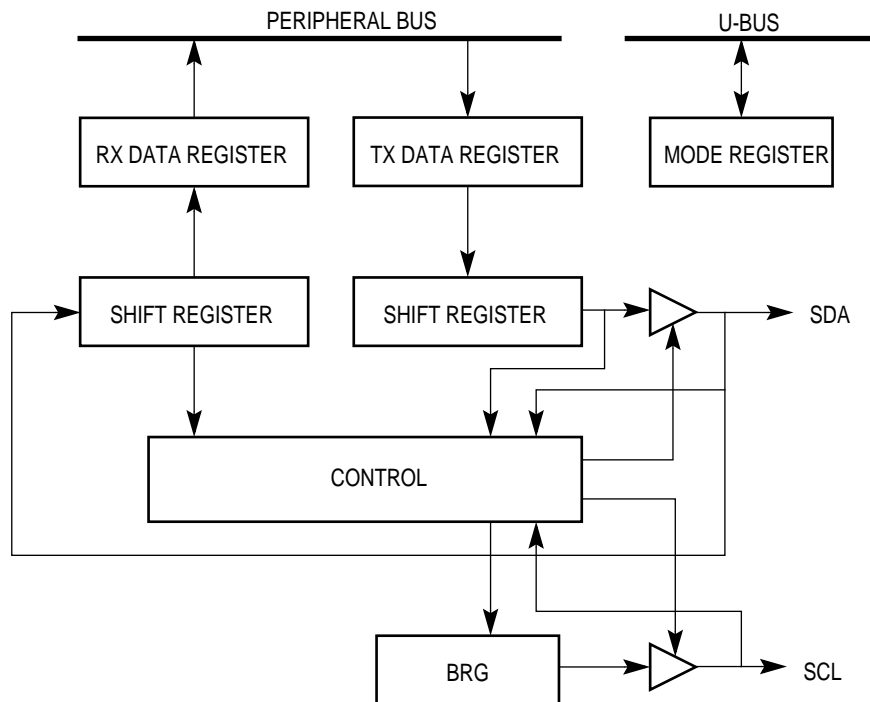 PERIPHERAL BUS
U-BUS
RX DATA REGISTER
TX DATA REGISTER
MODE REGISTER
SHIFT REGISTER
SHIFT REGISTER
SDA
CONTROL
BRG
SCL